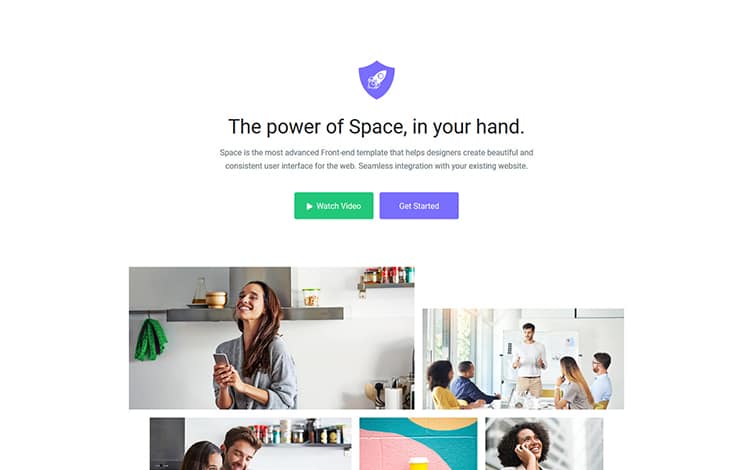 The power of Space, in your hand.
Space is the most advanced Front-end template that helps designers create beautiful and
consistent user interface for the web. Seamless integration with your existing website.
Watch Video
Get Started